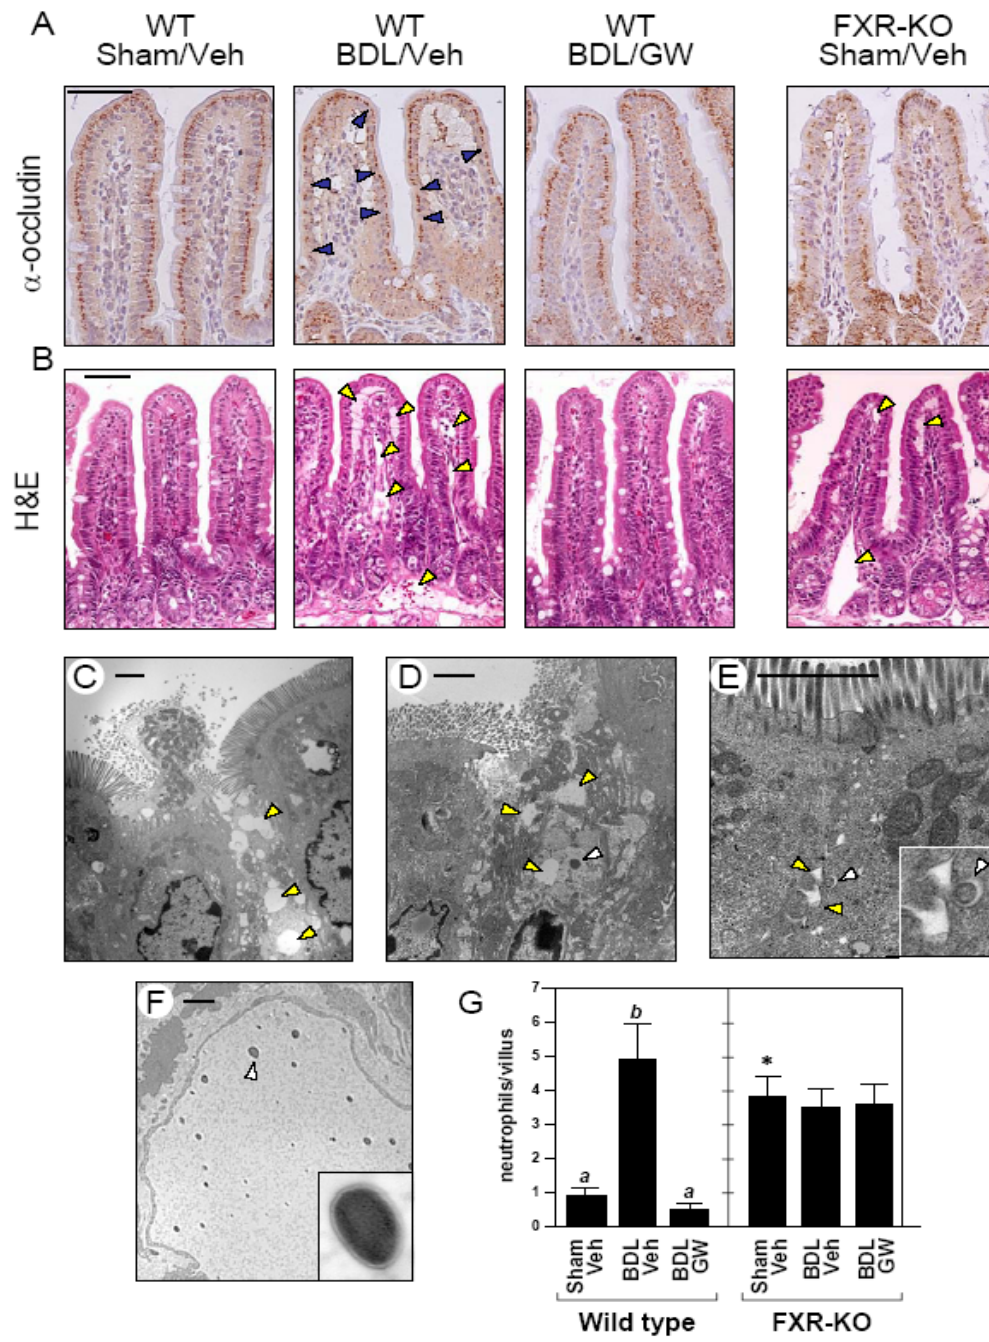 A
WT
Sham/Veh
WT
BDL/Veh
WT
BDL/GW
FXR-KO
Sham/Veh
α-occludin
B
H&E
C
D
E
F
G
neutrophils/villus
7
6
5
4
3
2
1
0
a
b
a
*
Sham
Veh
BDL
Veh
BDL
GW
Sham
Veh
BDL
Veh
BDL
GW
Wild type
FXR-KO